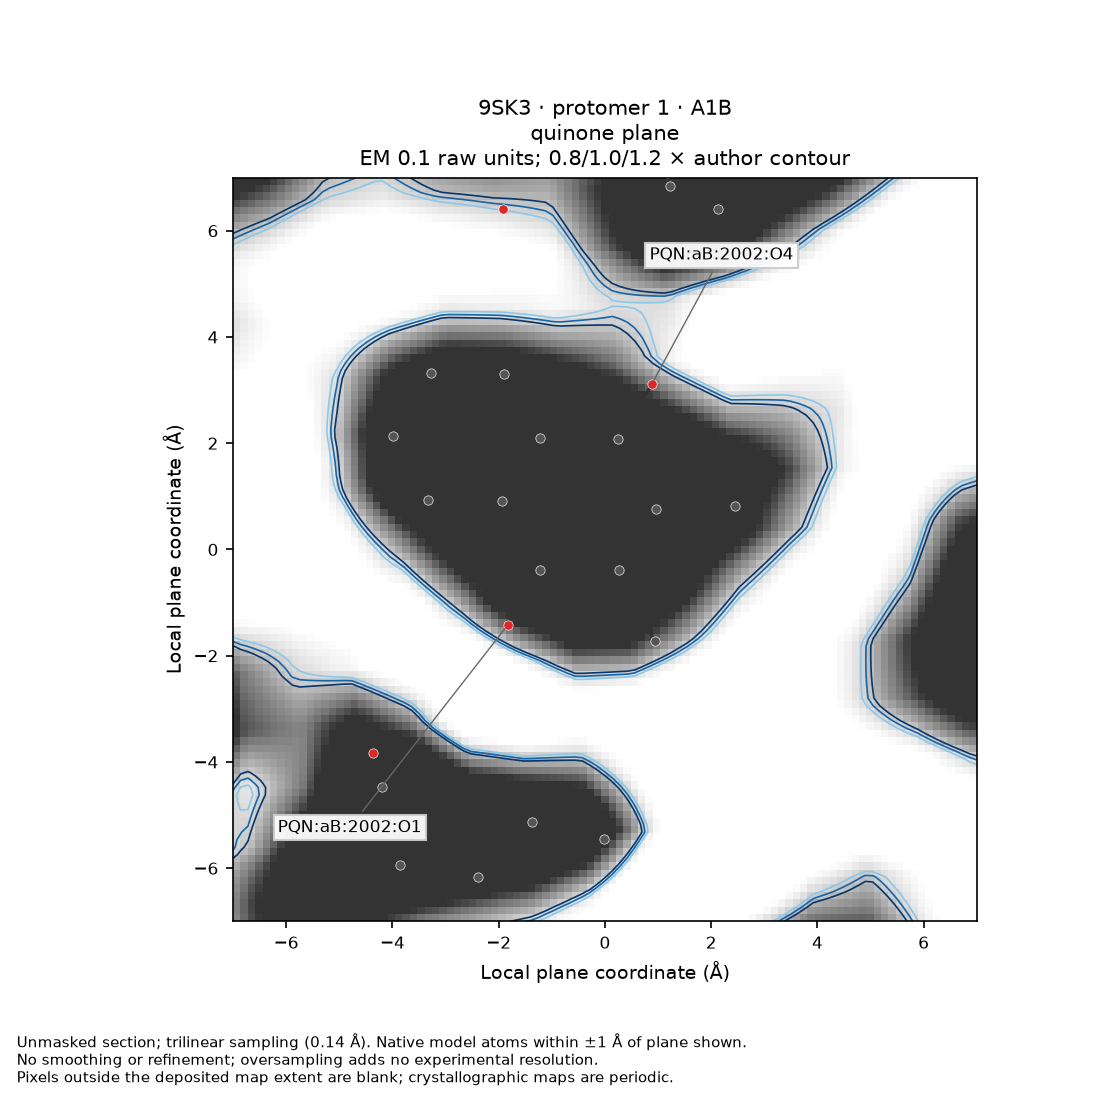 9SK3 · protomer 1 · A1B
quinone plane
EM 0.1 raw units; 0.8/1.0/1.2 × author contour
PQN:aB:2002:O4
PQN:aB:2002:O1
Local plane coordinate (Å)
6
4
2
0
−2
−4
−6
−6
−4
−2
0
2
4
6
Local plane coordinate (Å)
Unmasked section; trilinear sampling (0.14 Å). Native model atoms within ±1 Å of plane shown.
No smoothing or refinement; oversampling adds no experimental resolution.
Pixels outside the deposited map extent are blank; crystallographic maps are periodic.